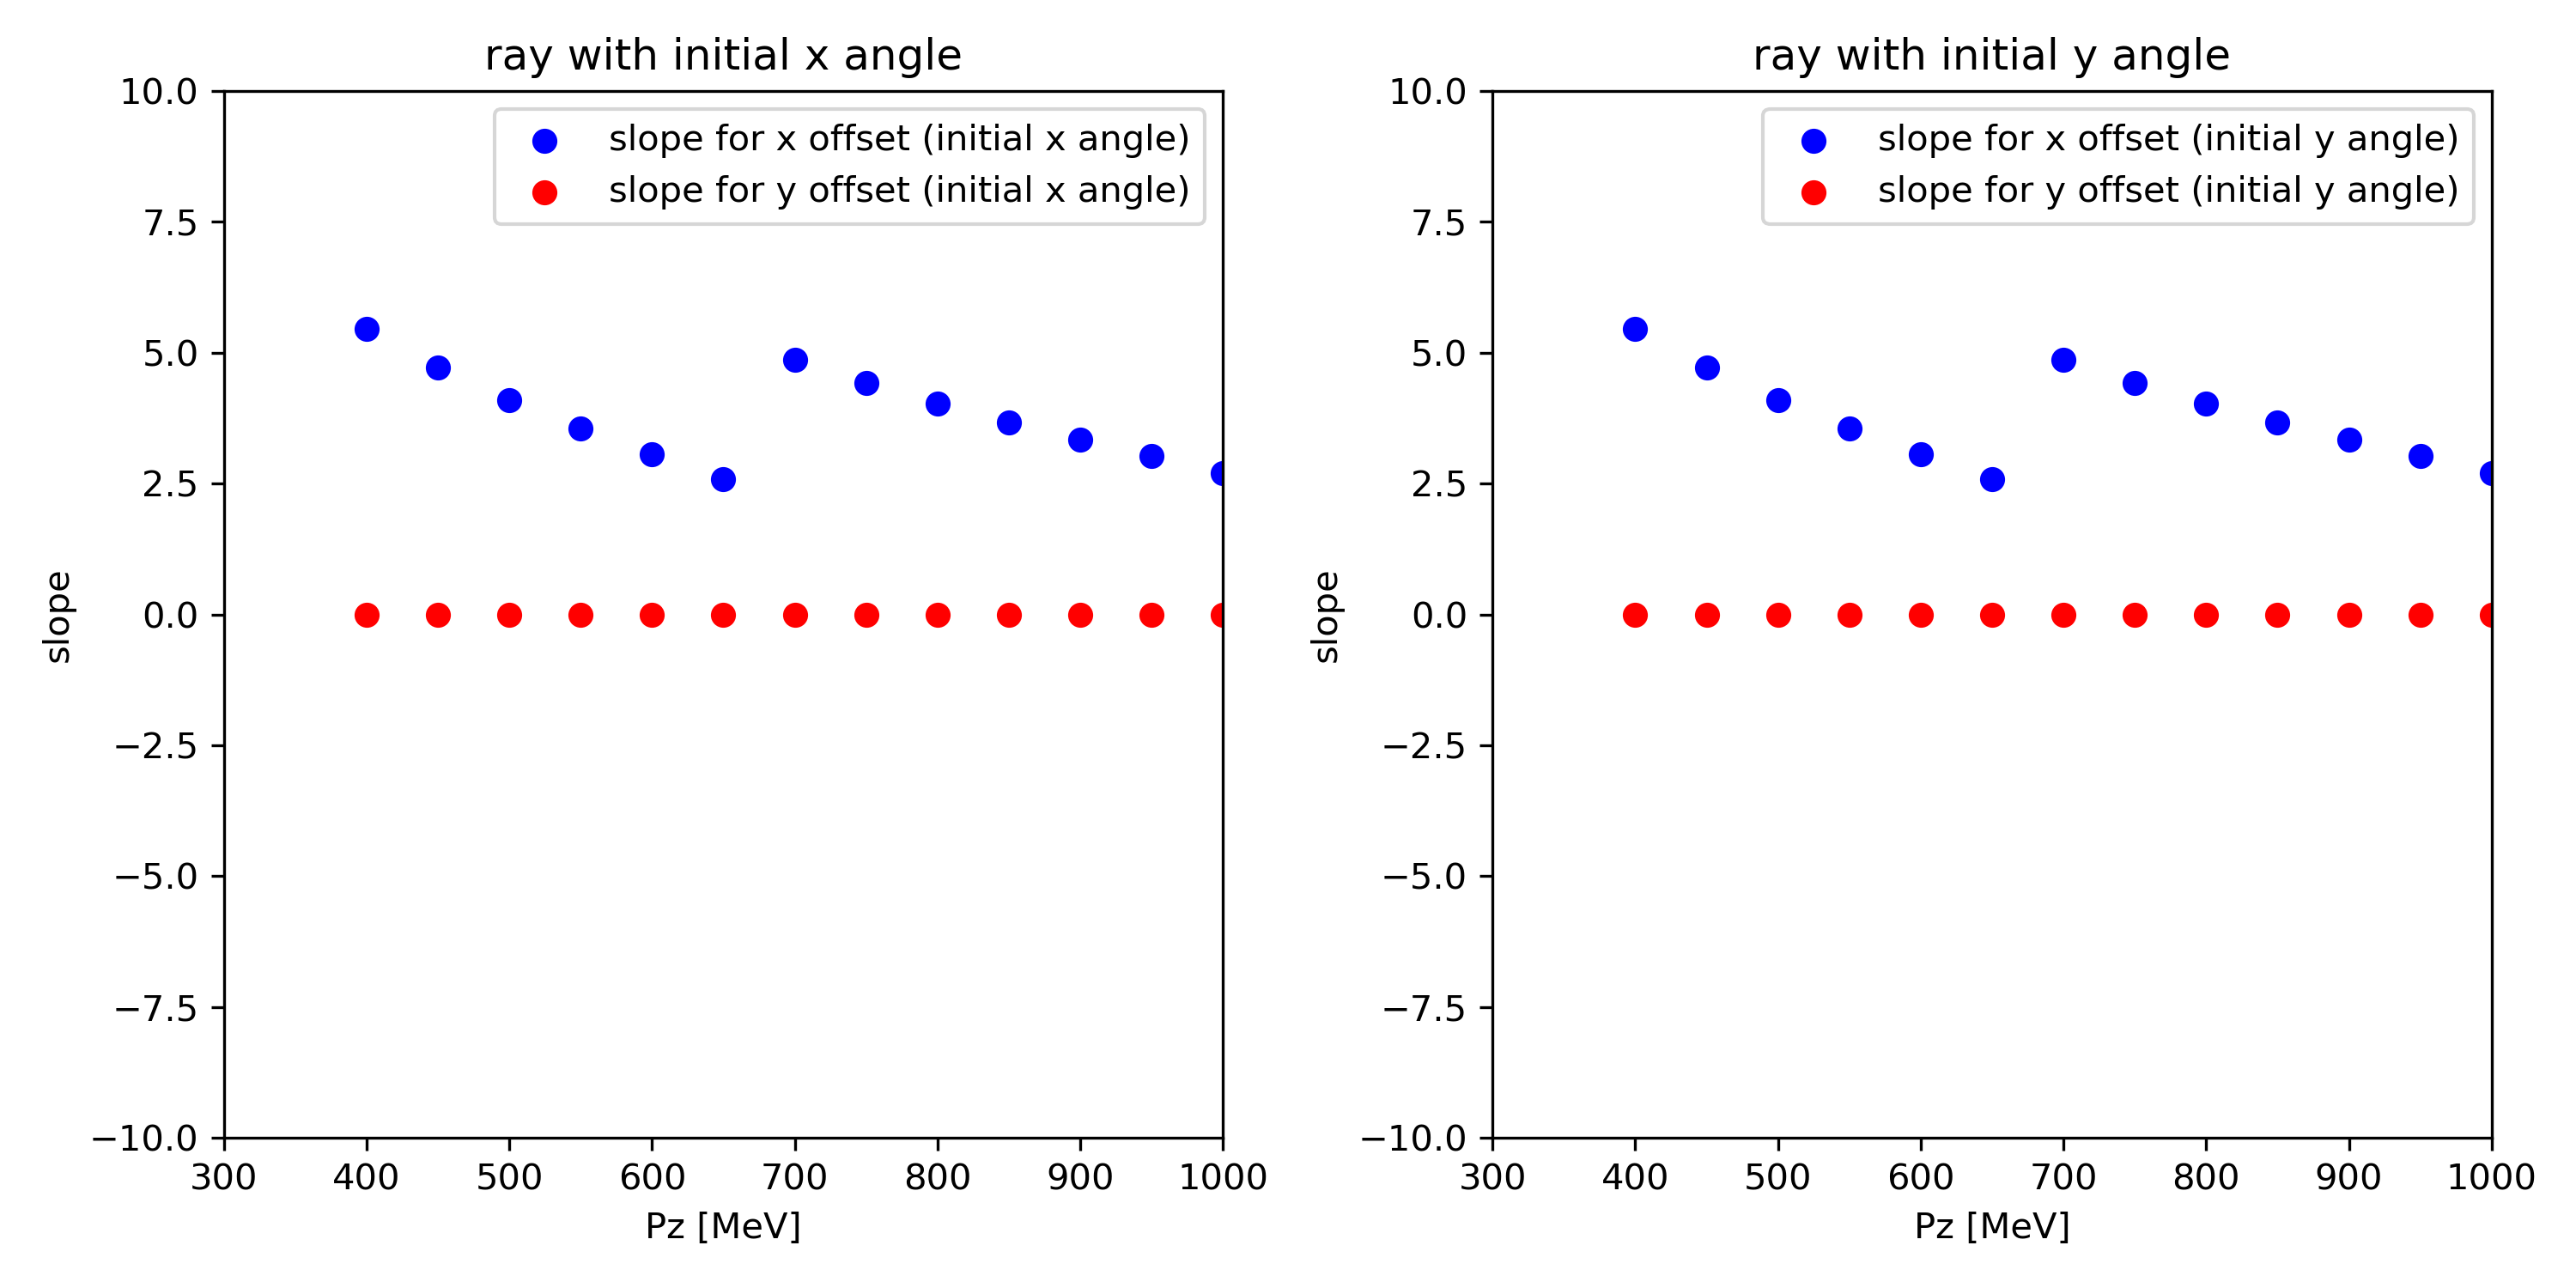 ray with initial x angle
slope for x offset (initial x angle)
slope for y offset (initial x angle)
10.0
7.5
5.0
2.5
0.0
−2.5
−5.0
−7.5
−10.0
slope
300 400 500 600 700 800 900 1000
Pz [MeV]
ray with initial y angle
slope for x offset (initial y angle)
slope for y offset (initial y angle)
10.0
7.5
5.0
2.5
0.0
−2.5
−5.0
−7.5
−10.0
slope
300 400 500 600 700 800 900 1000
Pz [MeV]